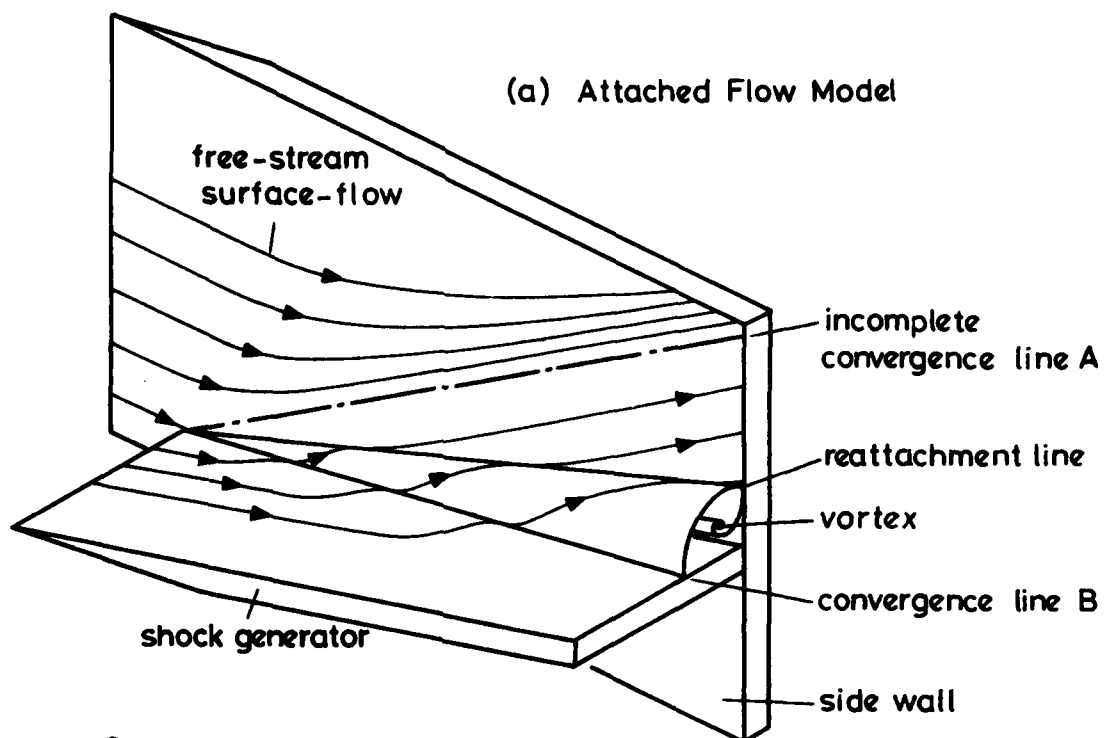 (a) Attached Flow Model
free-stream
surface-flow
incomplete
convergence line A
reattachment line
vortex
convergence line B
shock generator
side wall